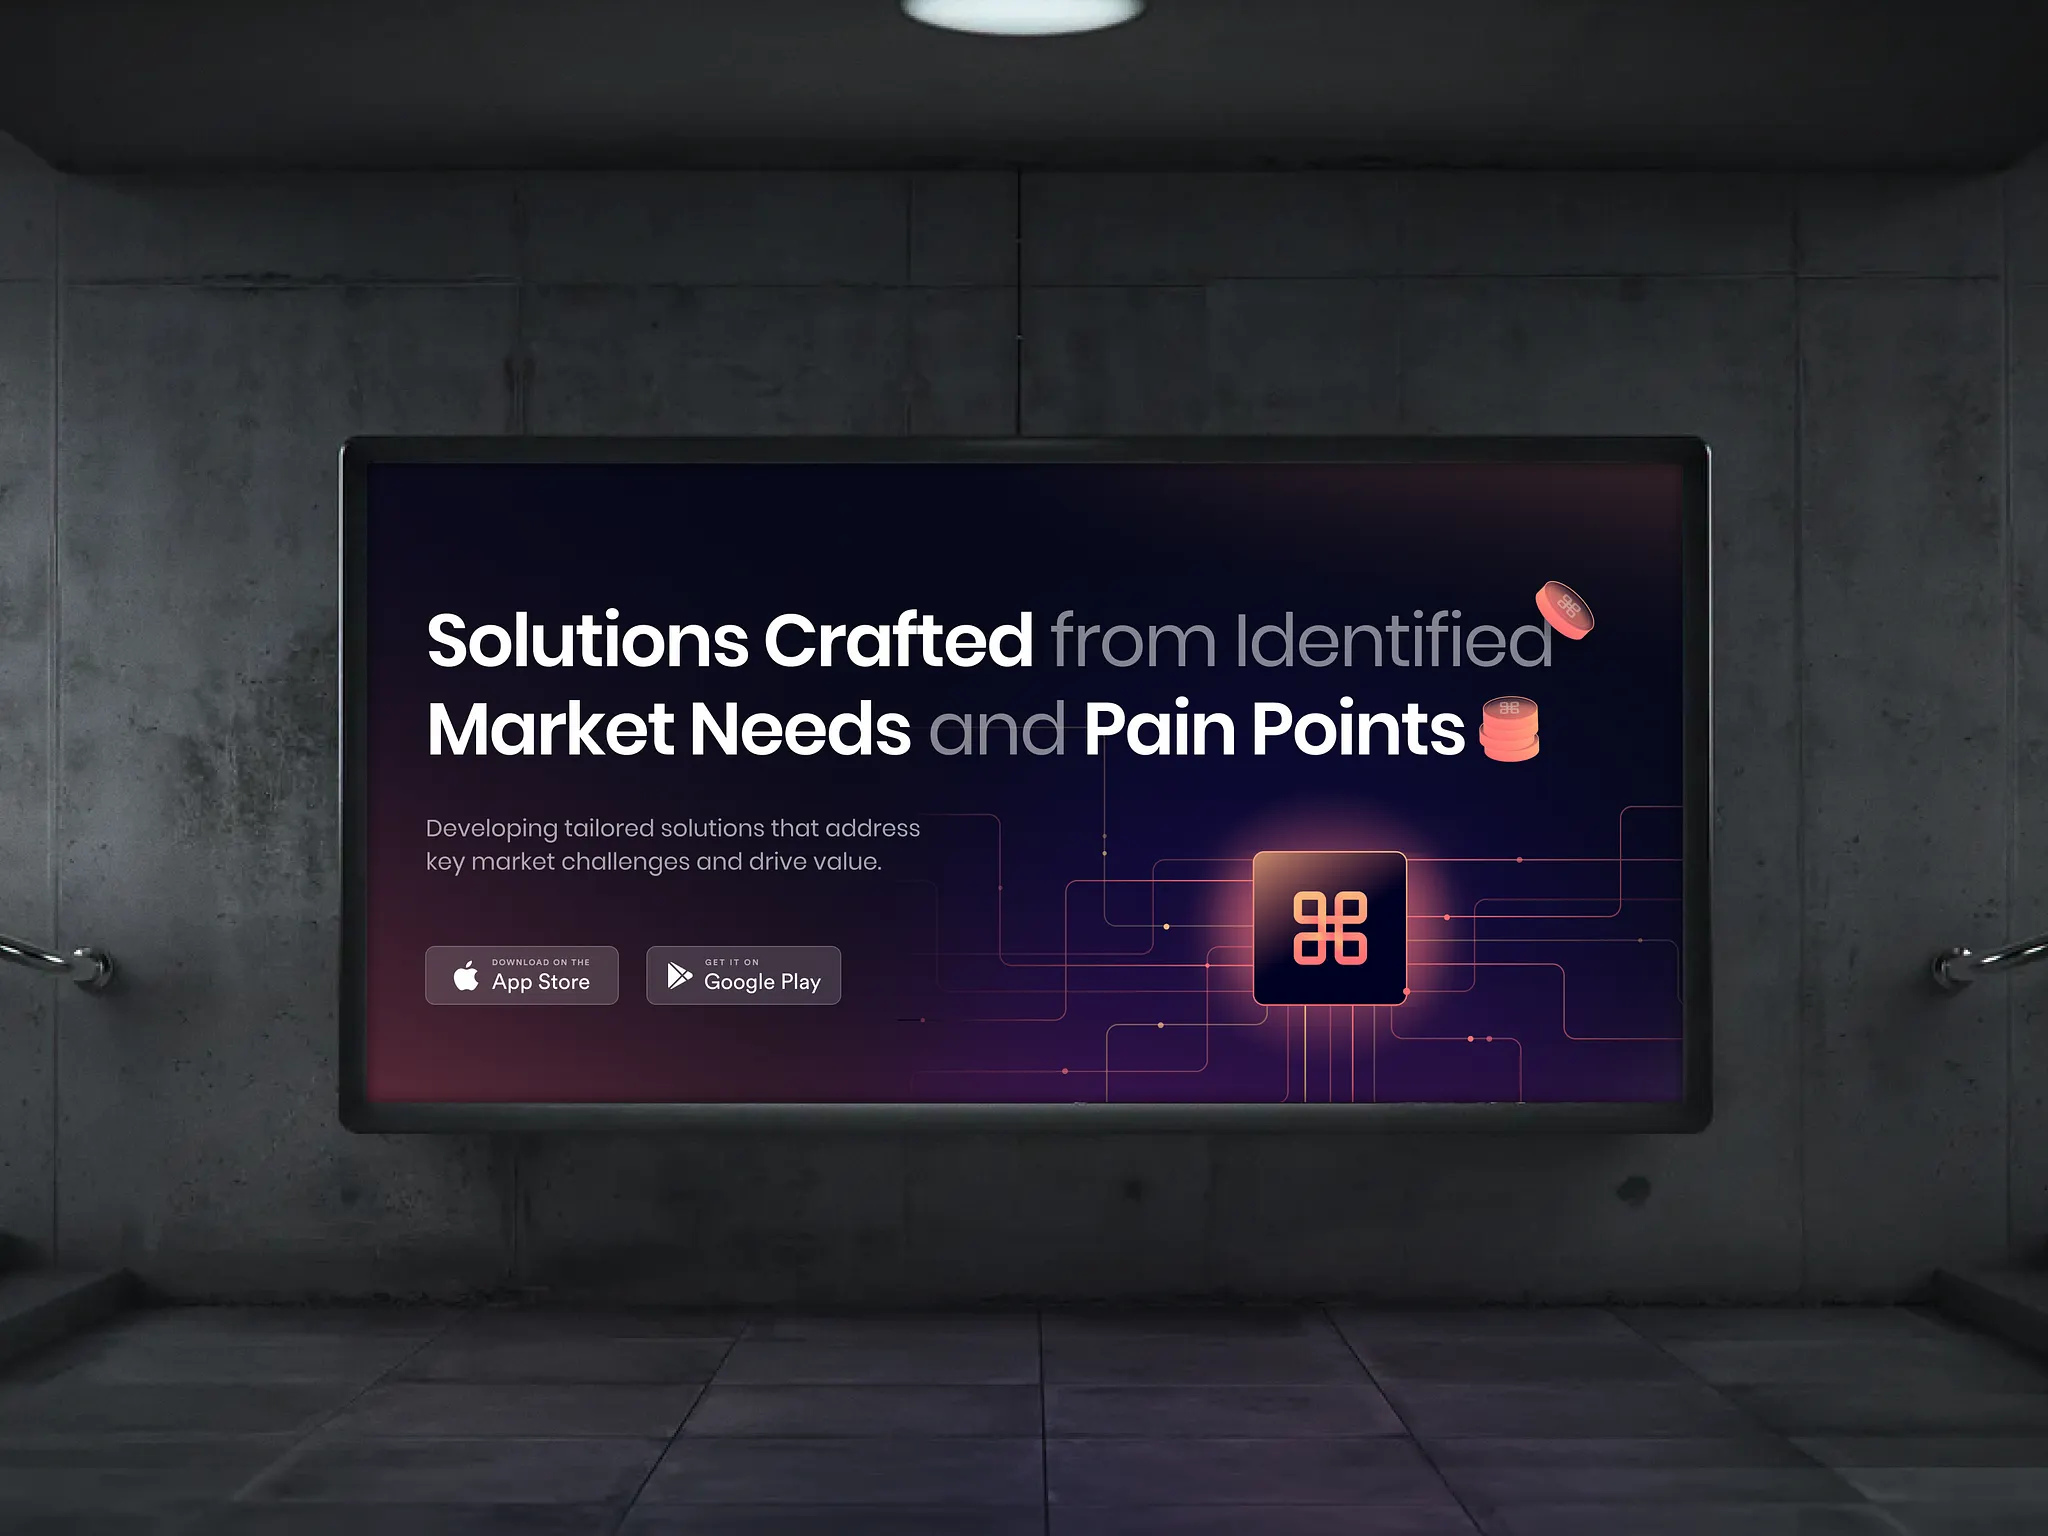 Solutions Crafted from Identified
Market Needs and Pain Points
Developing tailored solutions that address
key market challenges and drive value.
DOWNLOAD ON THE
App Store
GET IT ON
Google Play